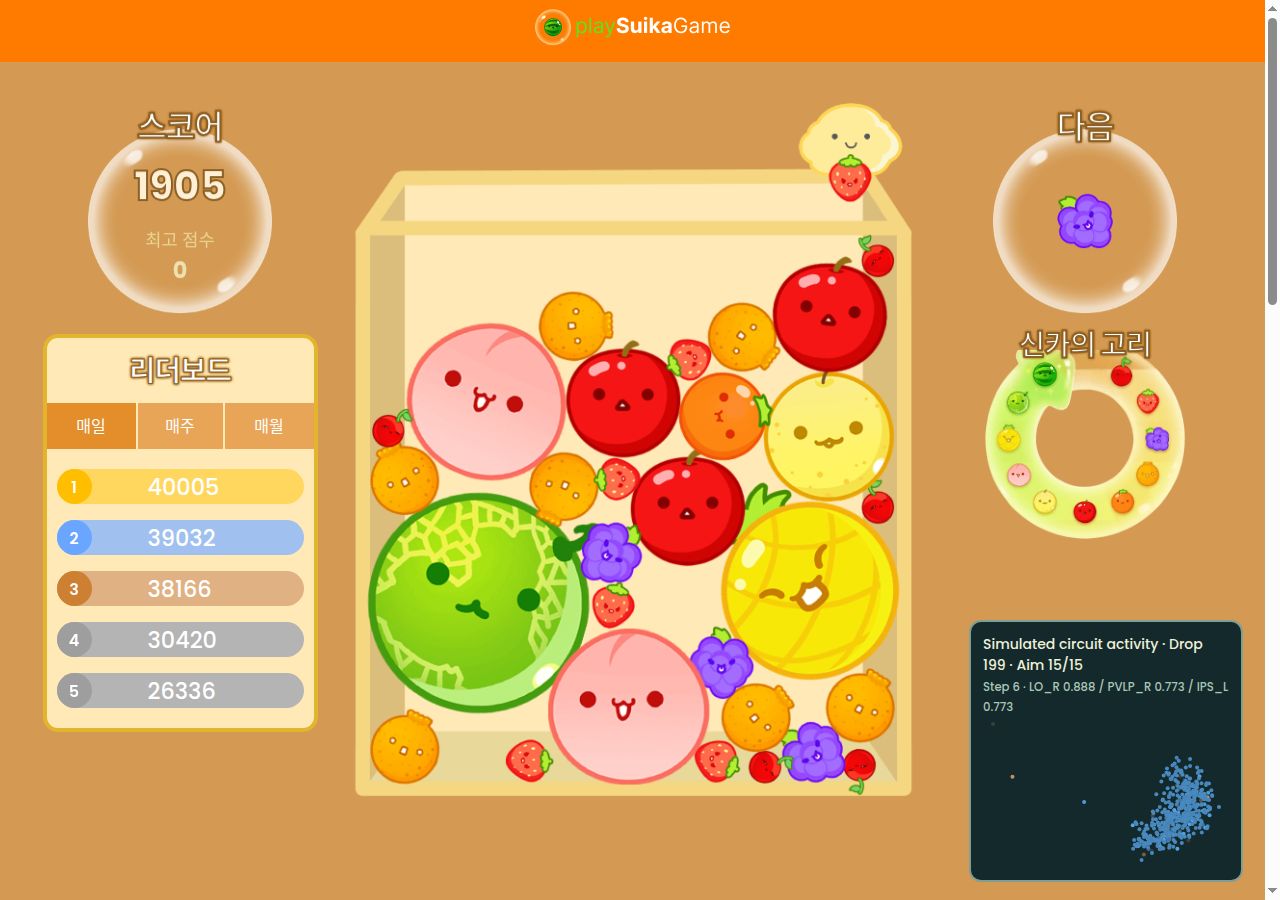 playSuikaGame
스코어
1905
최고 점수
0
다음
리더보드
매일 매주 매월
1 40005
2 39032
3 38166
4 30420
5 26336
신카의 고리
Simulated circuit activity · Drop
199 · Aim 15/15
Step 6 · LO_R 0.888 / PVLP_R 0.773 / IPS_L
0.773